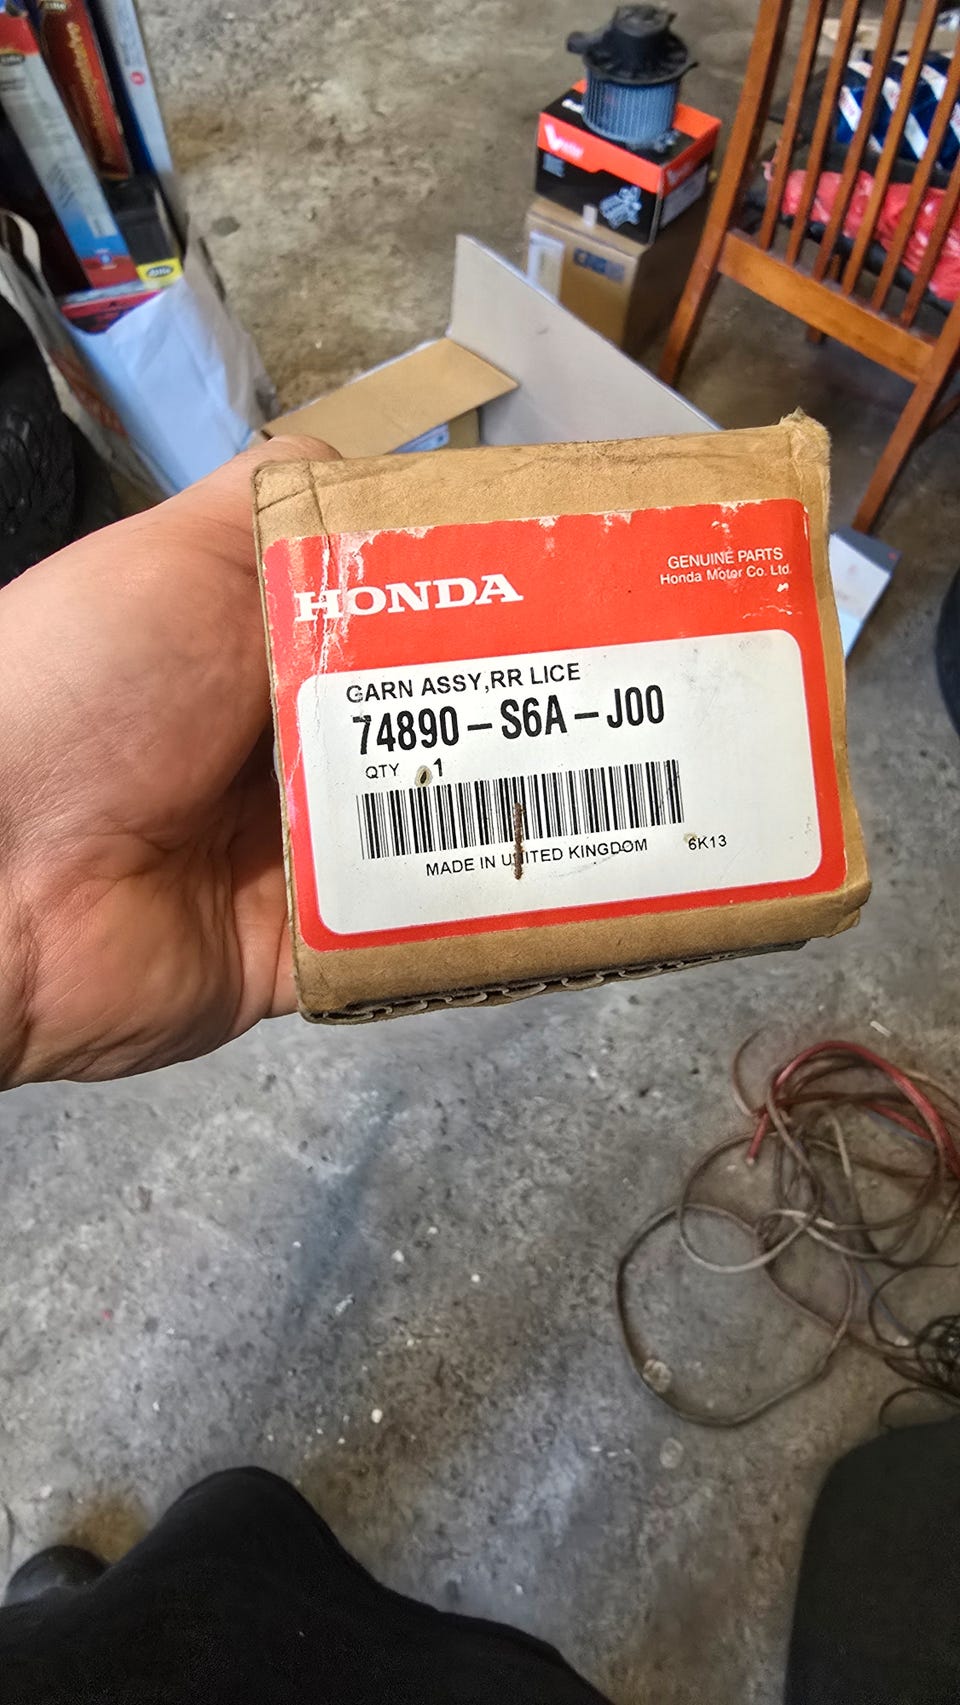 HONDA
GENUINE PARTS
Honda Motor Co. Ltd.
GARN ASSY,RR LICE
74890-S6A-J00
QTY 1
MADE IN UNITED KINGDOM 6K13